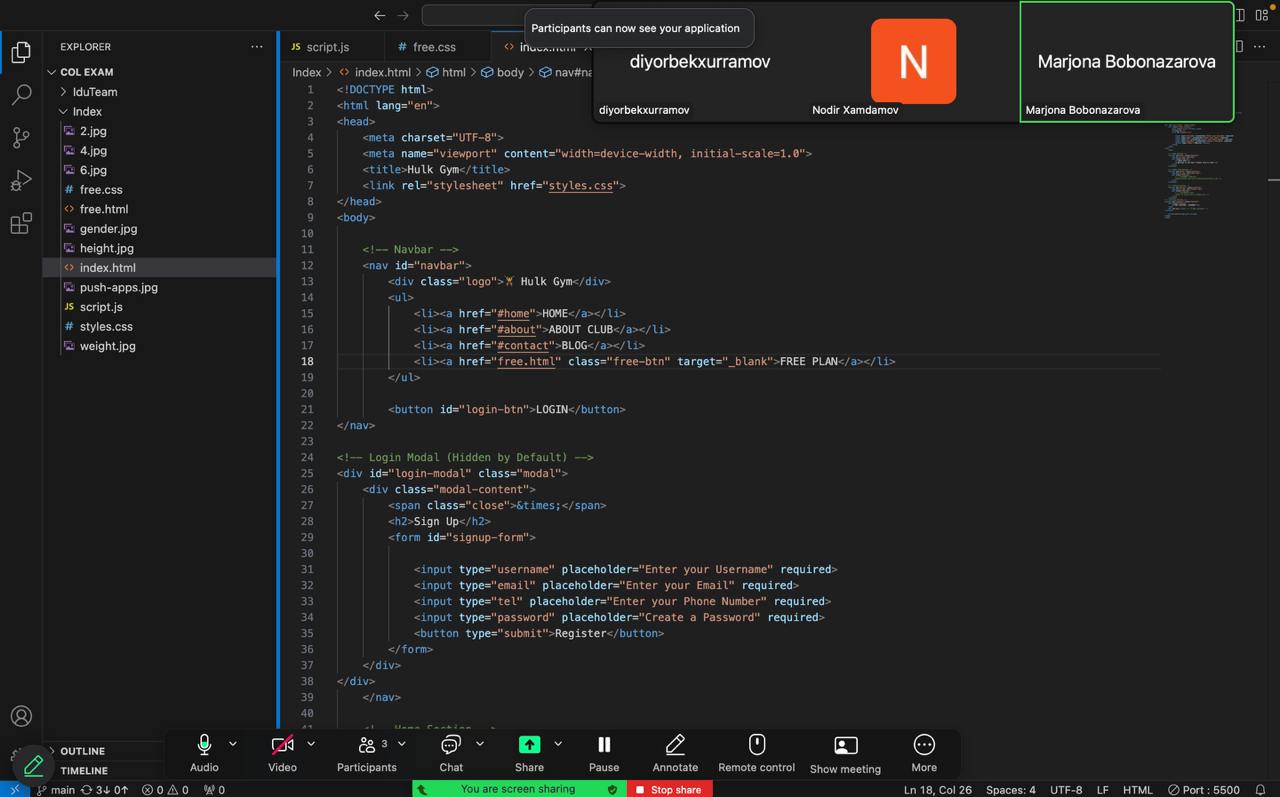 Participants can now see your application
diyorbekxurramov
N
Marjona Bobonazarova
diyorbekxurramov
Nodir Xamdamov
Marjona Bobonazarova
EXPLORER
COL EXAM
IduTeam
Index
2.jpg
4.jpg
6.jpg
# free.css
<> free.html
gender.jpg
height.jpg
<> index.html
push-apps.jpg
JS script.js
# styles.css
weight.jpg
OUTLINE
TIMELINE
JS script.js
# free.css
<> index.html
Index > <> index.html > html > body > nav#na
1 <!DOCTYPE html>
2 <html lang="en">
3 <head>
4 <meta charset="UTF-8">
5 <meta name="viewport" content="width=device-width, initial-scale=1.0">
6 <title>Hulk Gym</title>
7 <link rel="stylesheet" href="styles.css">
8 </head>
9 <body>
10
11 <!-- Navbar -->
12 <nav id="navbar">
13 <div class="logo">🏋 Hulk Gym</div>
14 <ul>
15 <li><a href="#home">HOME</a></li>
16 <li><a href="#about">ABOUT CLUB</a></li>
17 <li><a href="#contact">BLOG</a></li>
18 <li><a href="free.html" class="free-btn" target="_blank">FREE PLAN</a></li>
19 </ul>
20
21 <button id="login-btn">LOGIN</button>
22 </nav>
23
24 <!-- Login Modal (Hidden by Default) -->
25 <div id="login-modal" class="modal">
26 <div class="modal-content">
27 <span class="close">&times;</span>
28 <h2>Sign Up</h2>
29 <form id="signup-form">
30
31 <input type="username" placeholder="Enter your Username" required>
32 <input type="email" placeholder="Enter your Email" required>
33 <input type="tel" placeholder="Enter your Phone Number" required>
34 <input type="password" placeholder="Create a Password" required>
35 <button type="submit">Register</button>
36 </form>
37 </div>
38 </div>
39 </nav>
40
Audio
Video
3
Participants
Chat
Share
Pause
Annotate
Remote control
Show meeting
More
main 3↓ 0↑ 0 0 0
You are screen sharing
Stop share
Ln 18, Col 26
Spaces: 4
UTF-8
LF
HTML
Port : 5500